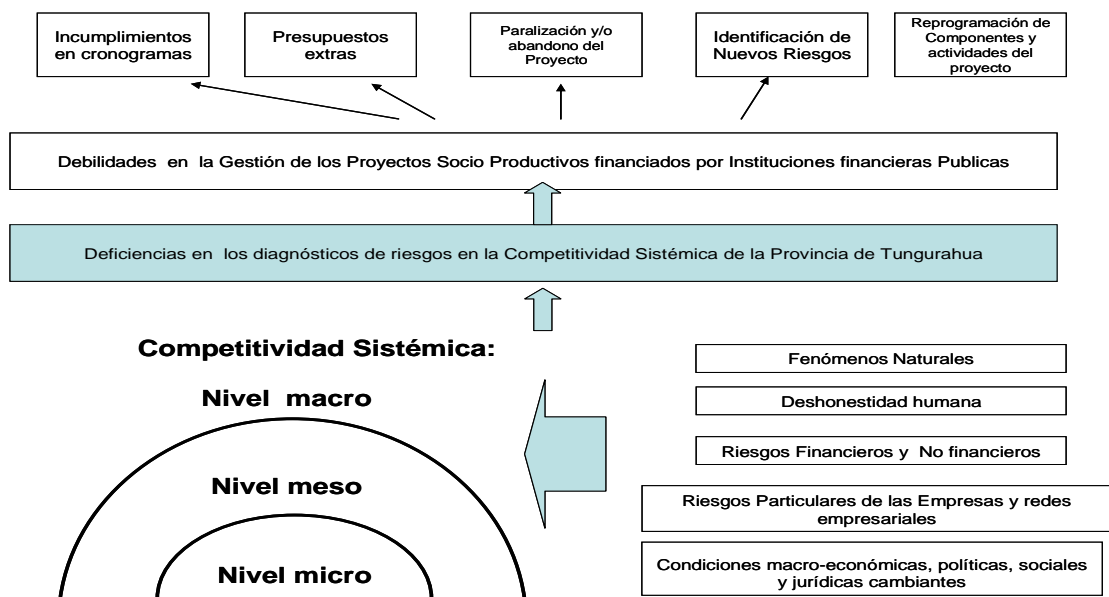 Incumplimientos
en cronogramas
Presupuestos
extras
Paralización y/o
abandono del
Proyecto
Identificación de
Nuevos Riesgos
Reprogramación de
Componentes y
actividades del
proyecto
Debilidades en la Gestión de los Proyectos Socio Productivos financiados por Instituciones financieras Publicas
Deficiencias en los diagnósticos de riesgos en la Competitividad Sistémica de la Provincia de Tungurahua
Competitividad Sistémica:
Nivel macro
Nivel meso
Nivel micro
Fenómenos Naturales
Deshonestidad humana
Riesgos Financieros y No financieros
Riesgos Particulares de las Empresas y redes
empresariales
Condiciones macro-económicas, políticas, sociales
y jurídicas cambiantes